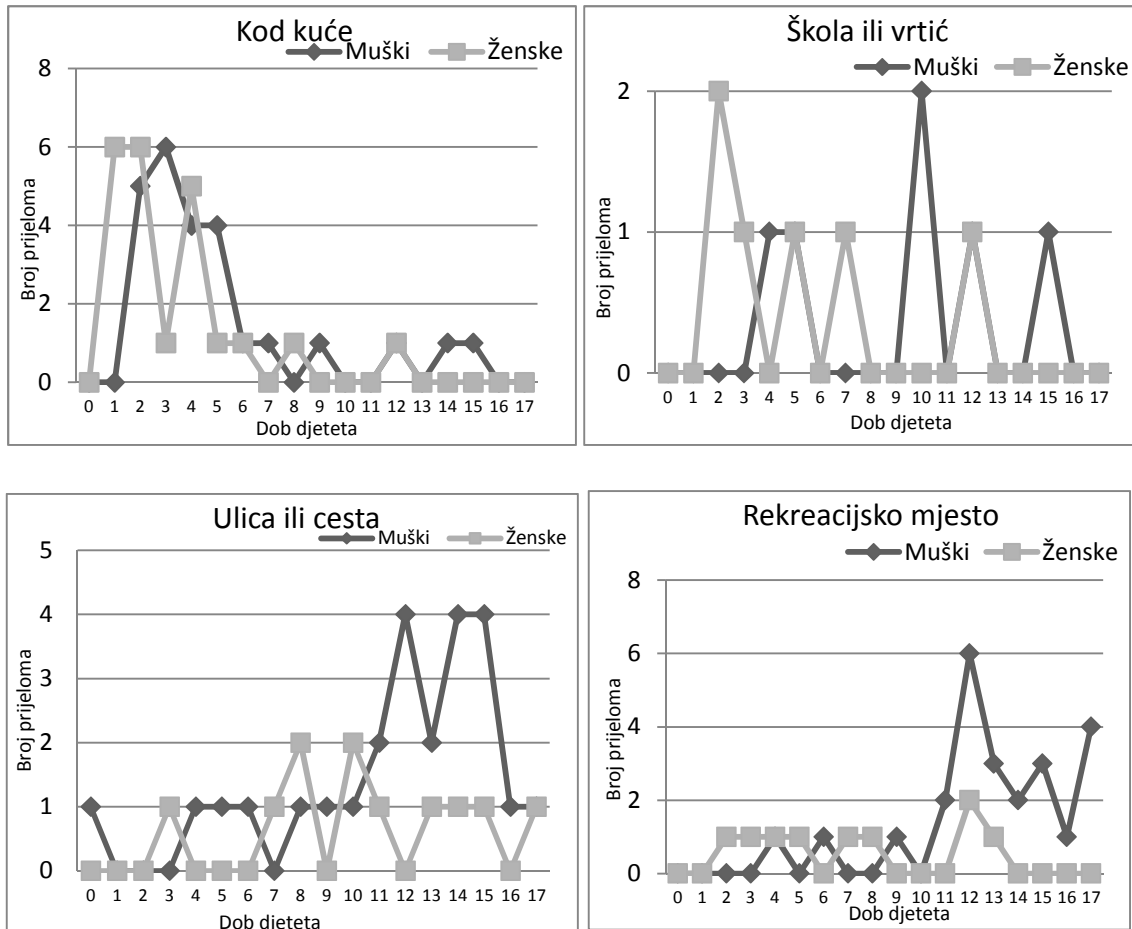 Kod kuće
Muški Ženske
8
6
4
2
0
Broj prijeloma
0 1 2 3 4 5 6 7 8 9 10 11 12 13 14 15 16 17
Dob djeteta
Škola ili vrtić
Muški Ženske
2
1
0
Broj prijeloma
0 1 2 3 4 5 6 7 8 9 10 11 12 13 14 15 16 17
Dob djeteta
Ulica ili cesta
Muški Ženske
5
4
3
2
1
0
Broj prijeloma
0 1 2 3 4 5 6 7 8 9 10 11 12 13 14 15 16 17
Dob djeteta
Rekreacijsko mjesto
Muški Ženske
8
6
4
2
0
Broj prijeloma
0 1 2 3 4 5 6 7 8 9 10 11 12 13 14 15 16 17
Dob djeteta